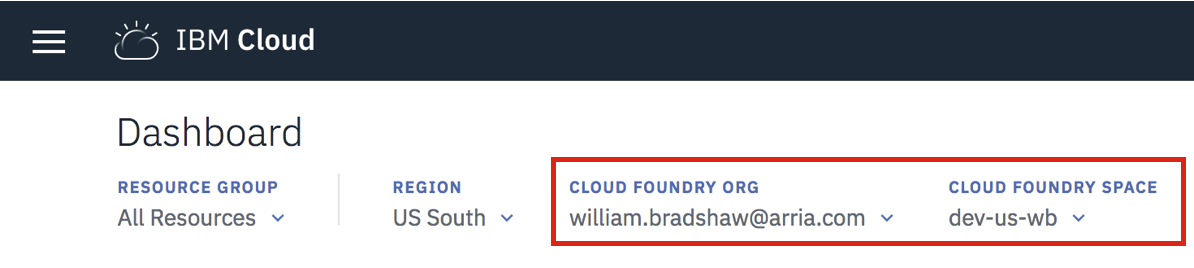 IBM Cloud
Dashboard
RESOURCE GROUP REGION CLOUD FOUNDRY ORG CLOUD FOUNDRY SPACE
All Resources US South william.bradshaw@arria.com dev-us-wb